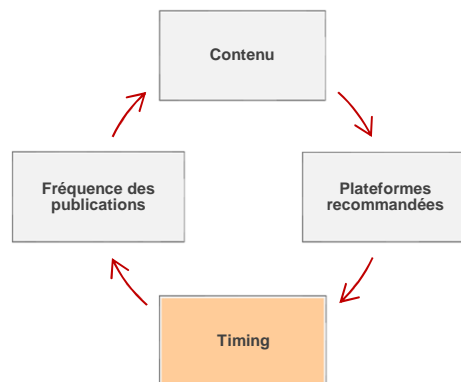 Contenu
Fréquence des
publications
Plateformes
recommandées
Timing